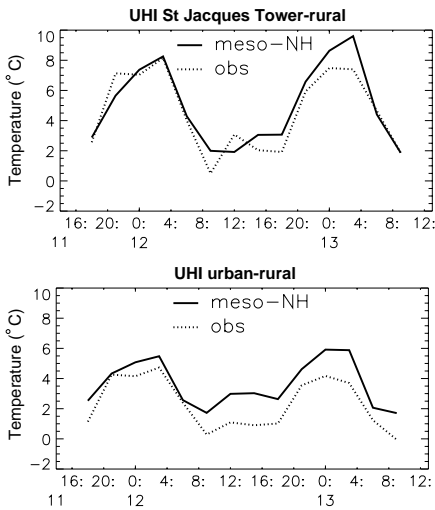 UHI St Jacques Tower-rural
10
8
6
4
2
0
−2
Temperature (°C)
meso−NH
obs
16: 20: 0: 4: 8: 12: 16: 20: 0: 4: 8: 12:
11 12 13
UHI urban-rural
10
8
6
4
2
0
−2
Temperature (°C)
meso−NH
obs
16: 20: 0: 4: 8: 12: 16: 20: 0: 4: 8: 12:
11 12 13